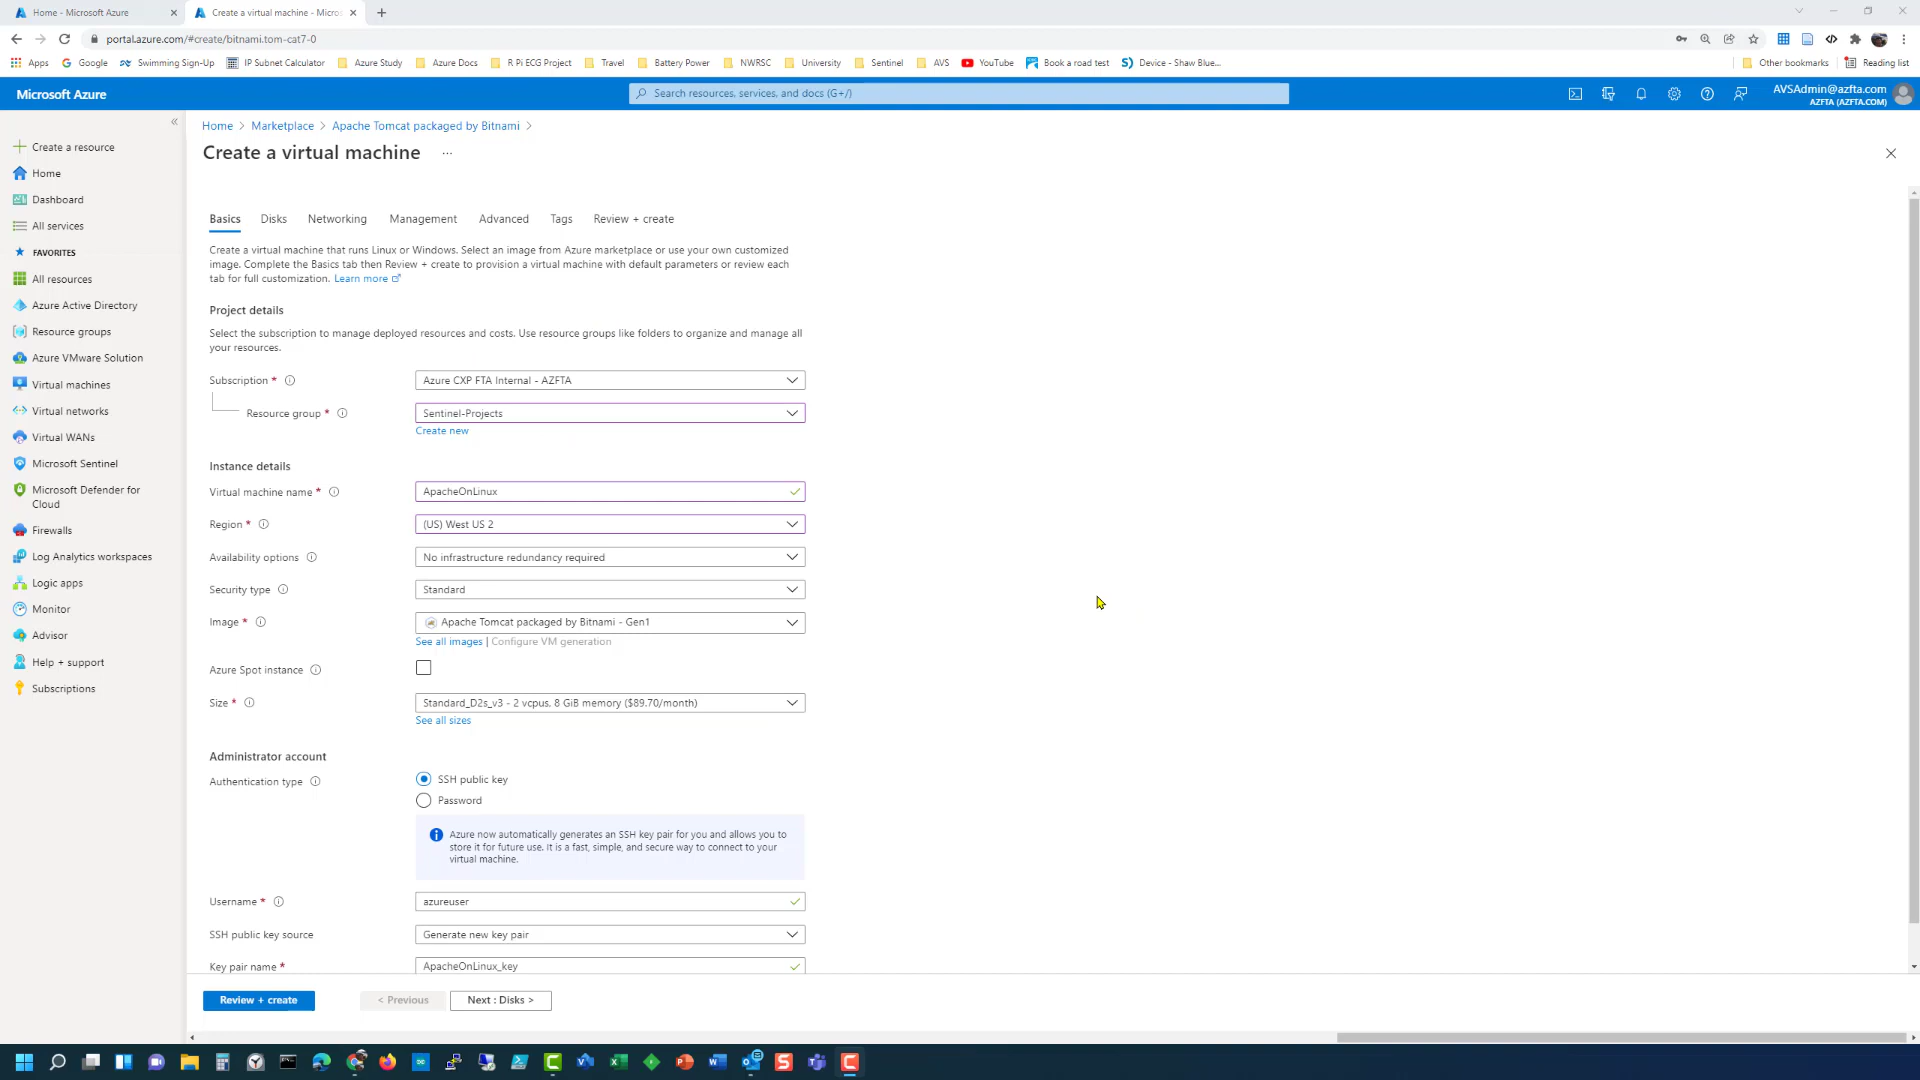 Home - Microsoft Azure
Create a virtual machine - Micros
portal.azure.com/#create/bitnami.tom-cat7-0
Apps
Google
Swimming Sign-Up
IP Subnet Calculator
Azure Study
Azure Docs
R Pi ECG Project
Travel
Battery Power
NWRSC
University
Sentinel
AVS
YouTube
Book a road test
Device - Shaw Blue...
Other bookmarks
Reading list
Microsoft Azure
Search resources, services, and docs (G+/)
AVSAdmin@azfta.com
AZFTA (AZFTA.COM)
Create a resource
Home
Dashboard
All services
FAVORITES
All resources
Azure Active Directory
Resource groups
Azure VMware Solution
Virtual machines
Virtual networks
Virtual WANs
Microsoft Sentinel
Microsoft Defender for
Cloud
Firewalls
Log Analytics workspaces
Logic apps
Monitor
Advisor
Help + support
Subscriptions
Home > Marketplace > Apache Tomcat packaged by Bitnami >
Create a virtual machine ...
Basics Disks Networking Management Advanced Tags Review + create
Create a virtual machine that runs Linux or Windows. Select an image from Azure marketplace or use your own customized
image. Complete the Basics tab then Review + create to provision a virtual machine with default parameters or review each
tab for full customization. Learn more
Project details
Select the subscription to manage deployed resources and costs. Use resource groups like folders to organize and manage all
your resources.
Subscription * Azure CXP FTA Internal - AZFTA
Resource group * Sentinel-Projects
Create new
Instance details
Virtual machine name * ApacheOnLinux
Region * (US) West US 2
Availability options No infrastructure redundancy required
Security type Standard
Image * Apache Tomcat packaged by Bitnami - Gen1
See all images | Configure VM generation
Azure Spot instance
Size * Standard_D2s_v3 - 2 vcpus, 8 GiB memory ($89.70/month)
See all sizes
Administrator account
Authentication type SSH public key
Password
Azure now automatically generates an SSH key pair for you and allows you to
store it for future use. It is a fast, simple, and secure way to connect to your
virtual machine.
Username * azureuser
SSH public key source Generate new key pair
Key pair name * ApacheOnLinux_key
Review + create
< Previous
Next : Disks >